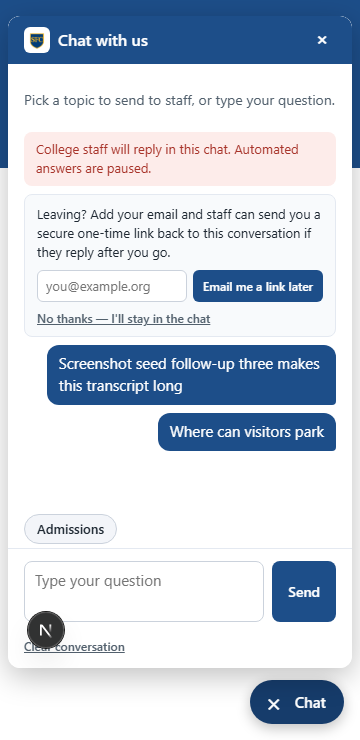 SFC
Chat with us
×
Pick a topic to send to staff, or type your question.
College staff will reply in this chat. Automated
answers are paused.
Leaving? Add your email and staff can send you a
secure one-time link back to this conversation if
they reply after you go.
you@example.org
Email me a link later
No thanks — I'll stay in the chat
Screenshot seed follow-up three makes
this transcript long
Where can visitors park
Admissions
Type your question
Send
N
Clear conversation
× Chat